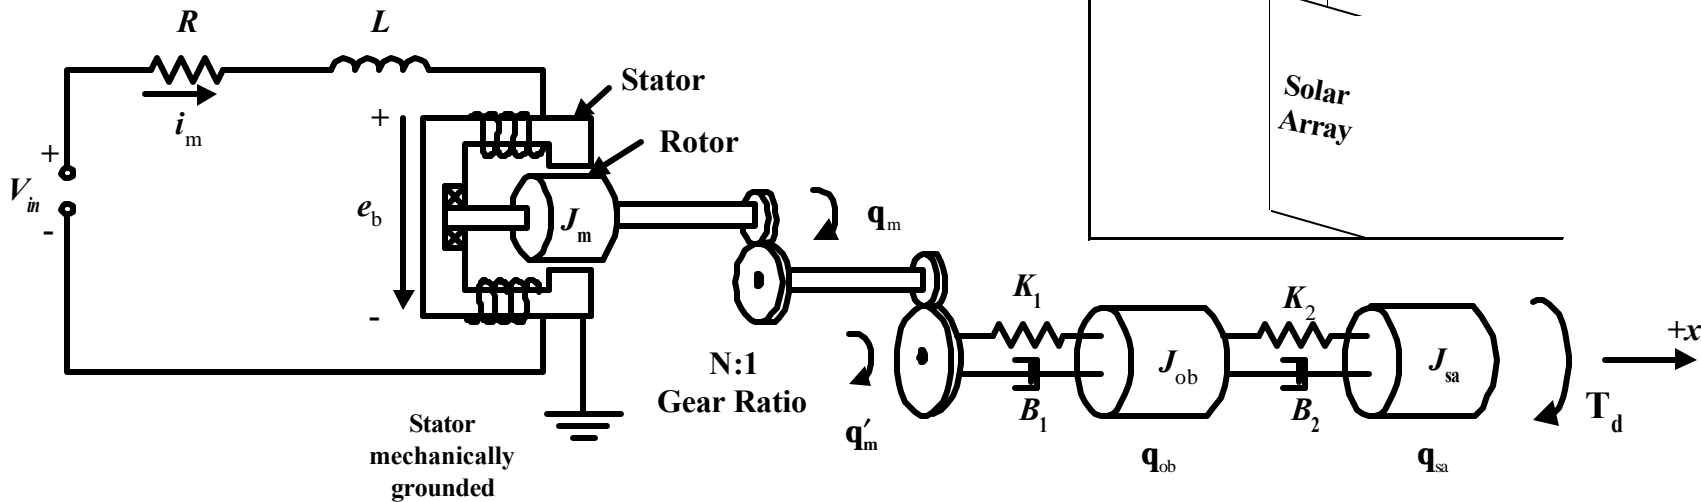 R
L
Stator
Solar
Array
i_m
+
Rotor
+
V_in
e_b
J_m
q_m
-
K_1
K_2
+x
-
N:1
Gear Ratio
J_ob
J_sa
B_1
B_2
T_d
Stator
mechanically
grounded
q′_m
q_ob
q_sa